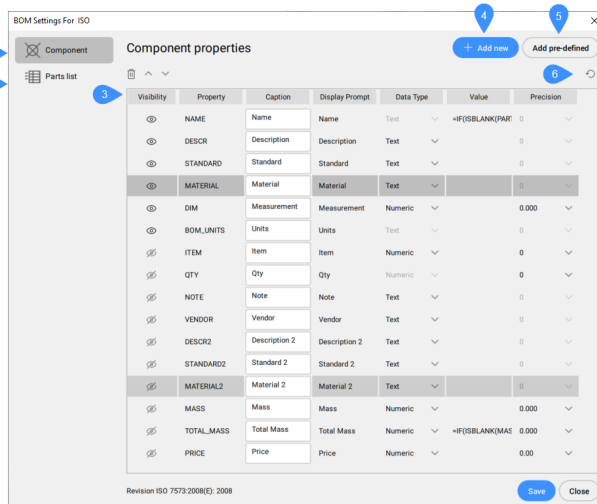 BOM Settings For ISO
4
5
Component
Component properties
+ Add new
Add pre-defined
Parts list
6
3
Visibility Property Caption Display Prompt Data Type Value Precision
NAME Name Name Text =IF(ISBLANK(PART 0
DESCR Description Description Text 0
STANDARD Standard Standard Text 0
MATERIAL Material Material Text 0
DIM Measurement Measurement Numeric 0.000
BOM_UNITS Units Units Text 0
ITEM Item Item Numeric 0
QTY Qty Qty Numeric 0
NOTE Note Note Text 0
VENDOR Vendor Vendor Text 0
DESCR2 Description 2 Description 2 Text 0
STANDARD2 Standard 2 Standard 2 Text 0
MATERIAL2 Material 2 Material 2 Text 0
MASS Mass Mass Numeric 0.000
TOTAL_MASS Total Mass Total Mass Numeric =IF(ISBLANK(MAS 0.000
PRICE Price Price Numeric 0.00
Revision ISO 7573:2008(E): 2008
Save
Close